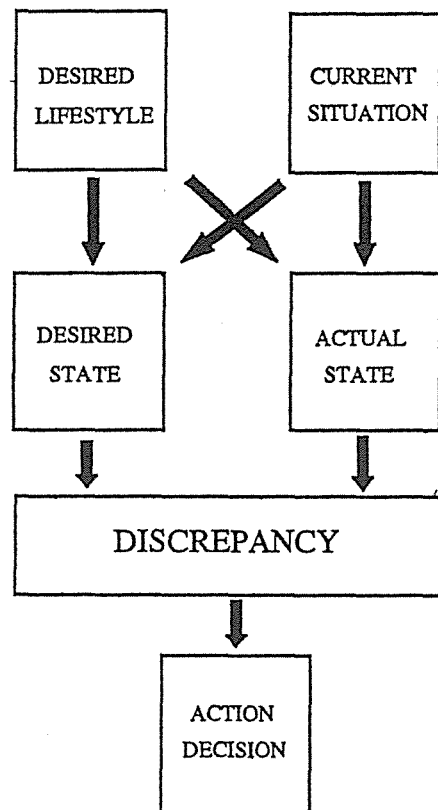 DESIRED
LIFESTYLE
CURRENT
SITUATION
DESIRED
STATE
ACTUAL
STATE
DISCREPANCY
ACTION
DECISION